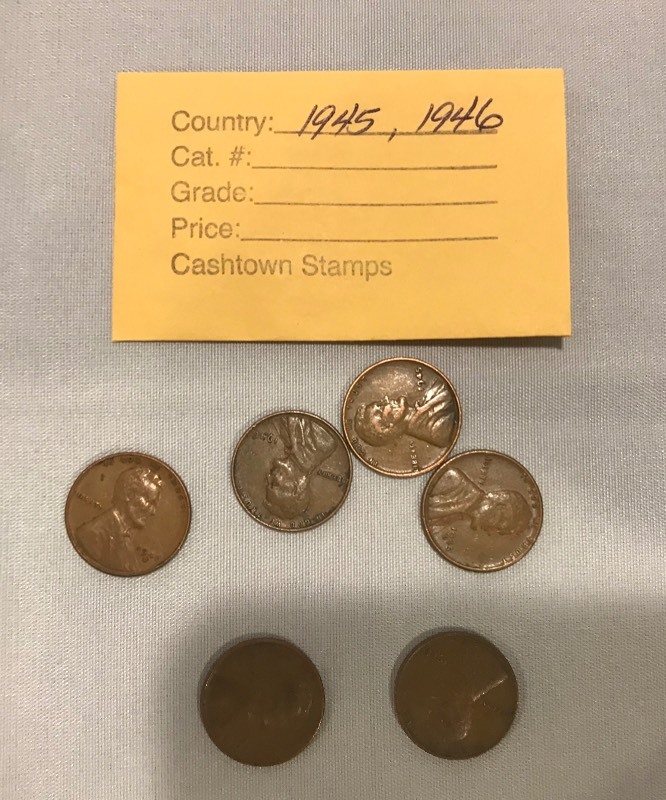 Country: 1945, 1946
Cat. #:
Grade:
Price:
Cashtown Stamps